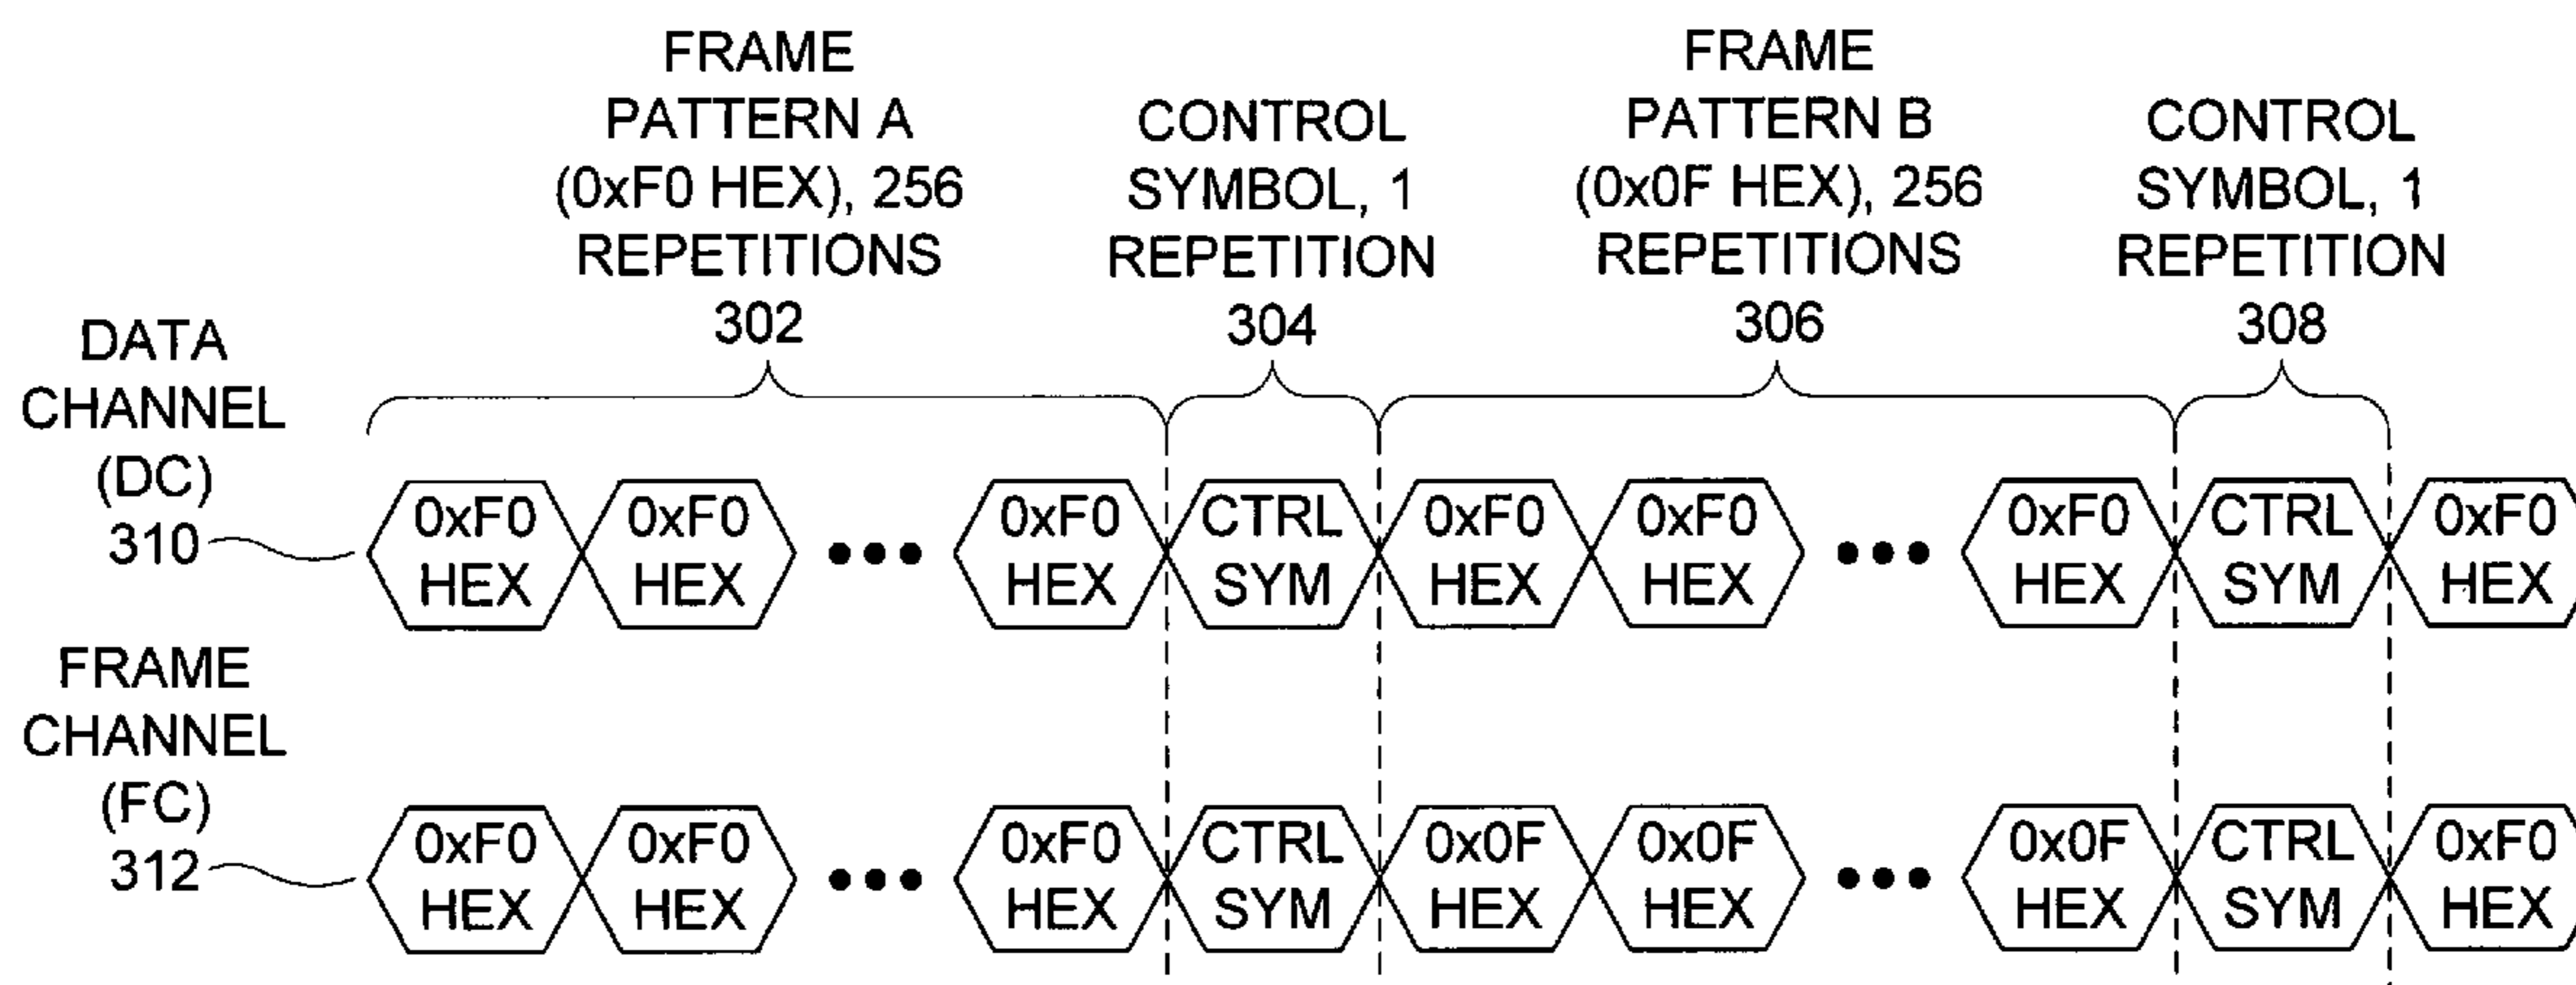 FRAME
PATTERN A
(0xF0 HEX), 256
REPETITIONS
302
CONTROL
SYMBOL, 1
REPETITION
304
FRAME
PATTERN B
(0x0F HEX), 256
REPETITIONS
306
CONTROL
SYMBOL, 1
REPETITION
308
DATA
CHANNEL
(DC)
310
0xF0
HEX
0xF0
HEX
0xF0
HEX
CTRL
SYM
0xF0
HEX
0xF0
HEX
0xF0
HEX
CTRL
SYM
0xF0
HEX
FRAME
CHANNEL
(FC)
312
0xF0
HEX
0xF0
HEX
0xF0
HEX
CTRL
SYM
0x0F
HEX
0x0F
HEX
0x0F
HEX
CTRL
SYM
0xF0
HEX